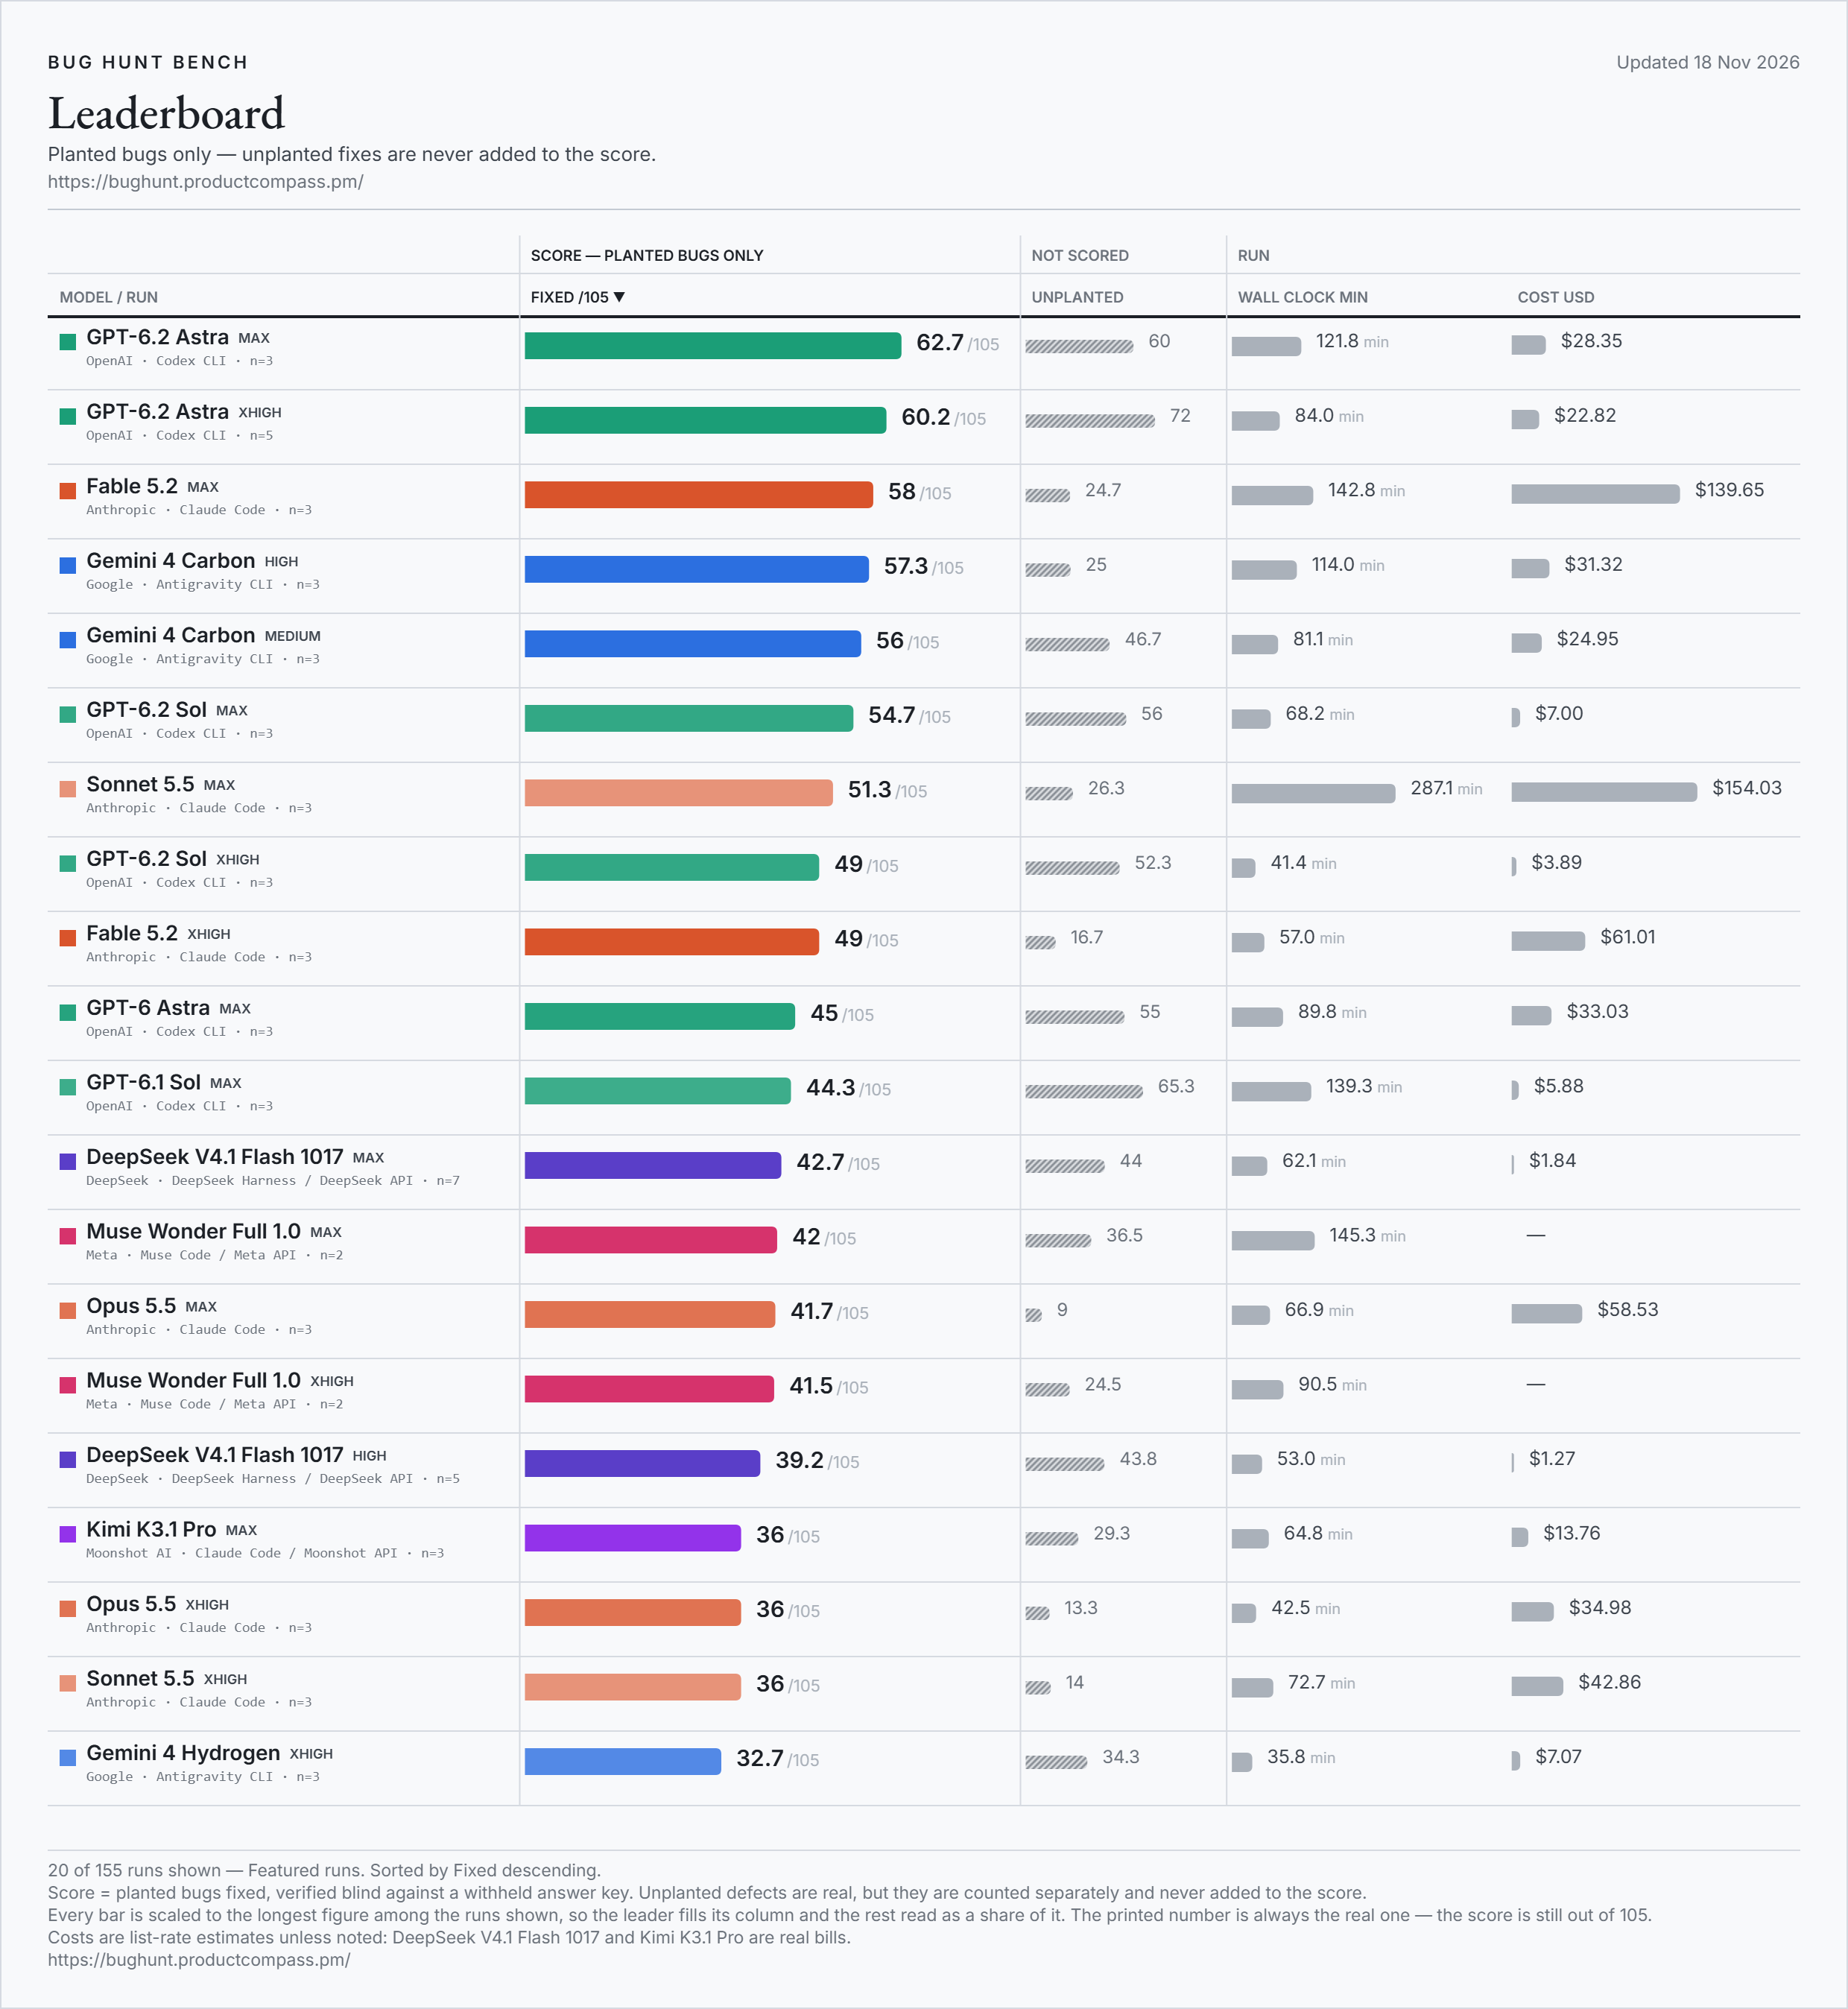 BUG HUNT BENCH
Updated 18 Nov 2026
Leaderboard
Planted bugs only — unplanted fixes are never added to the score.
https://bughunt.productcompass.pm/
SCORE — PLANTED BUGS ONLY NOT SCORED RUN
MODEL / RUN FIXED /105 ▼ UNPLANTED WALL CLOCK MIN COST USD
GPT-6.2 Astra MAX 62.7/105 60 121.8 min $28.35
OpenAI · Codex CLI · n=3
GPT-6.2 Astra XHIGH 60.2/105 72 84.0 min $22.82
OpenAI · Codex CLI · n=5
Fable 5.2 MAX 58/105 24.7 142.8 min $139.65
Anthropic · Claude Code · n=3
Gemini 4 Carbon HIGH 57.3/105 25 114.0 min $31.32
Google · Antigravity CLI · n=3
Gemini 4 Carbon MEDIUM 56/105 46.7 81.1 min $24.95
Google · Antigravity CLI · n=3
GPT-6.2 Sol MAX 54.7/105 56 68.2 min $7.00
OpenAI · Codex CLI · n=3
Sonnet 5.5 MAX 51.3/105 26.3 287.1 min $154.03
Anthropic · Claude Code · n=3
GPT-6.2 Sol XHIGH 49/105 52.3 41.4 min $3.89
OpenAI · Codex CLI · n=3
Fable 5.2 XHIGH 49/105 16.7 57.0 min $61.01
Anthropic · Claude Code · n=3
GPT-6 Astra MAX 45/105 55 89.8 min $33.03
OpenAI · Codex CLI · n=3
GPT-6.1 Sol MAX 44.3/105 65.3 139.3 min $5.88
OpenAI · Codex CLI · n=3
DeepSeek V4.1 Flash 1017 MAX 42.7/105 44 62.1 min $1.84
DeepSeek · DeepSeek Harness / DeepSeek API · n=7
Muse Wonder Full 1.0 MAX 42/105 36.5 145.3 min —
Meta · Muse Code / Meta API · n=2
Opus 5.5 MAX 41.7/105 9 66.9 min $58.53
Anthropic · Claude Code · n=3
Muse Wonder Full 1.0 XHIGH 41.5/105 24.5 90.5 min —
Meta · Muse Code / Meta API · n=2
DeepSeek V4.1 Flash 1017 HIGH 39.2/105 43.8 53.0 min $1.27
DeepSeek · DeepSeek Harness / DeepSeek API · n=5
Kimi K3.1 Pro MAX 36/105 29.3 64.8 min $13.76
Moonshot AI · Claude Code / Moonshot API · n=3
Opus 5.5 XHIGH 36/105 13.3 42.5 min $34.98
Anthropic · Claude Code · n=3
Sonnet 5.5 XHIGH 36/105 14 72.7 min $42.86
Anthropic · Claude Code · n=3
Gemini 4 Hydrogen XHIGH 32.7/105 34.3 35.8 min $7.07
Google · Antigravity CLI · n=3
20 of 155 runs shown — Featured runs. Sorted by Fixed descending.
Score = planted bugs fixed, verified blind against a withheld answer key. Unplanted defects are real, but they are counted separately and never added to the score.
Every bar is scaled to the longest figure among the runs shown, so the leader fills its column and the rest read as a share of it. The printed number is always the real one — the score is still out of 105.
Costs are list-rate estimates unless noted: DeepSeek V4.1 Flash 1017 and Kimi K3.1 Pro are real bills.
https://bughunt.productcompass.pm/